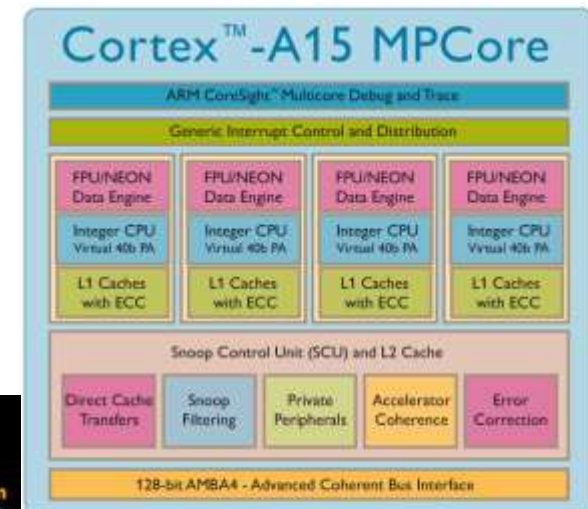 Cortex™-A15 MPCore
ARM CoreSight™ Multicore Debug and Trace
Generic Interrupt Control and Distribution
FPU/NEON
Data Engine
FPU/NEON
Data Engine
FPU/NEON
Data Engine
FPU/NEON
Data Engine
Integer CPU
Virtual 40b PA
Integer CPU
Virtual 40b PA
Integer CPU
Virtual 40b PA
Integer CPU
Virtual 40b PA
L1 Caches
with ECC
L1 Caches
with ECC
L1 Caches
with ECC
L1 Caches
with ECC
Snoop Control Unit (SCU) and L2 Cache
Direct Cache
Transfers
Snoop
Filtering
Private
Peripherals
Accelerator
Coherence
Error
Correction
128-bit AMBA4 - Advanced Coherent Bus Interface